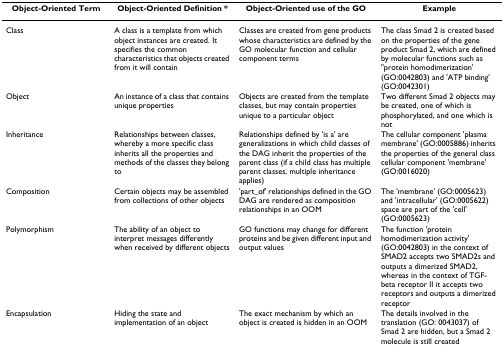 Object-Oriented Term	Object-Oriented Definition *	Object-Oriented use of the GO	Example
Class	A class is a template from which	Classes are created from gene products	The class Smad 2 is created based
object instances are created. It	whose characteristics are defined by the	on the properties of the gene
specifies the common	GO molecular function and cellular	product Smad 2, which are defined
characteristics that objects created	component terms	by molecular functions such as
from it will contain	"protein homodimerization'
(GO:0042803) and 'ATP binding'
(GO:0042301)
Object	An instance of a class that contains	Objects are created from the template	Two different Smad 2 objects may
unique properties	classes, but may contain properties	be created, one of which is
unique to a particular object	phosphorylated, and one which is
not
Inheritance	Relationships between classes,	Relationships defined by 'is a' are	The cellular component 'plasma
whereby a more specific class	generalizations in which child classes of	membrane' (GO:0005886) inherits
inherits all the properties and	the DAG inherit the properties of the	the properties of the general class
methods of the classes they belong	parent class (if a child class has multiple	cellular component 'membrane'
to	parent classes, multiple inheritance	(GO:0016020)
applies)
Composition	Certain objects may be assembled	'part_of' relationships defined in the GO	The 'membrane' (GO:0005623)
from collections of other objects	DAG are rendered as composition	and 'intracellular' (GO:0005622)
relationships in an OOM	space are part of the 'cell'
(GO:0005623)
Polymorphism	The ability of an object to	GO functions may change for different	The function 'protein
interpret messages differently	proteins and be given different input and	homodimerization activity'
when received by different objects	output values	(GO:0042803) in the context of
SMAD2 accepts two SMAD2s and
outputs a dimerized SMAD2,
whereas in the context of TGF-
beta receptor II it accepts two
receptors and outputs a dimerized
receptor
Encapsulation	Hiding the state and	The exact mechanism by which an	The details involved in the
implementation of an object	object is created is hidden in an OOM	translation (GO: 0043037) of
Smad 2 are hidden, but a Smad 2
molecule is still created